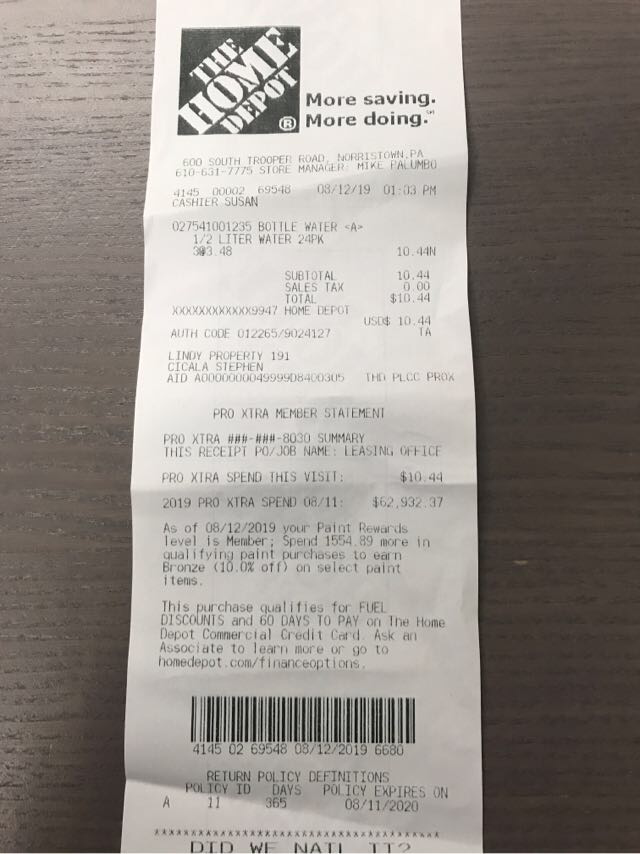 THE
HOME
DEPOT
®
More saving.
More doing.℠
600 SOUTH TROOPER ROAD, NORRISTOWN,PA
610-631-7775 STORE MANAGER: MIKE PALUMBO
4145 00002 69548 08/12/19 01:03 PM
CASHIER SUSAN
027541001235 BOTTLE WATER <A>
1/2 LITER WATER 24PK
3@3.48 10.44N
SUBTOTAL 10.44
SALES TAX 0.00
TOTAL $10.44
XXXXXXXXXXXX9947 HOME DEPOT
USD$ 10.44
AUTH CODE 012265/9024127 TA
LINDY PROPERTY 191
CICALA STEPHEN
AID A0000000049999D8400305 THD PLCC PROX
PRO XTRA MEMBER STATEMENT
PRO XTRA ###-###-8030 SUMMARY
THIS RECEIPT PO/JOB NAME: LEASING OFFICE
PRO XTRA SPEND THIS VISIT: $10.44
2019 PRO XTRA SPEND 08/11: $62,932.37
As of 08/12/2019 your Paint Rewards
level is Member; Spend 1554.89 more in
qualifying paint purchases to earn
Bronze (10.0% off) on select paint
items.
This purchase qualifies for FUEL
DISCOUNTS and 60 DAYS TO PAY on The Home
Depot Commercial Credit Card. Ask an
Associate to learn more or go to
homedepot.com/financeoptions.
4145 02 69548 08/12/2019 6680
RETURN POLICY DEFINITIONS
POLICY ID DAYS POLICY EXPIRES ON
A 11 365 08/11/2020
DID WE NAIL IT?